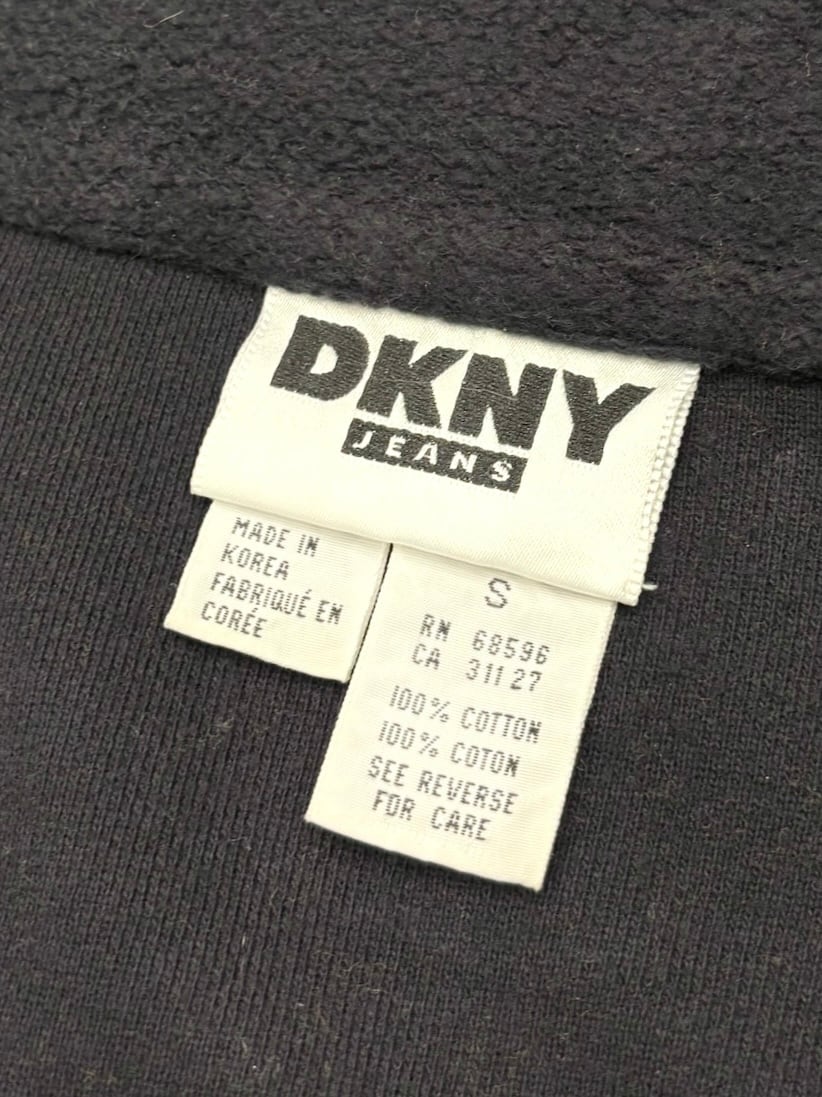 DKNY
JEANS
MADE IN
KOREA
FABRIQUÉ EN
CORÉE
S
RN 68596
CA 31127
100% COTTON
100% COTON
SEE REVERSE
FOR CARE